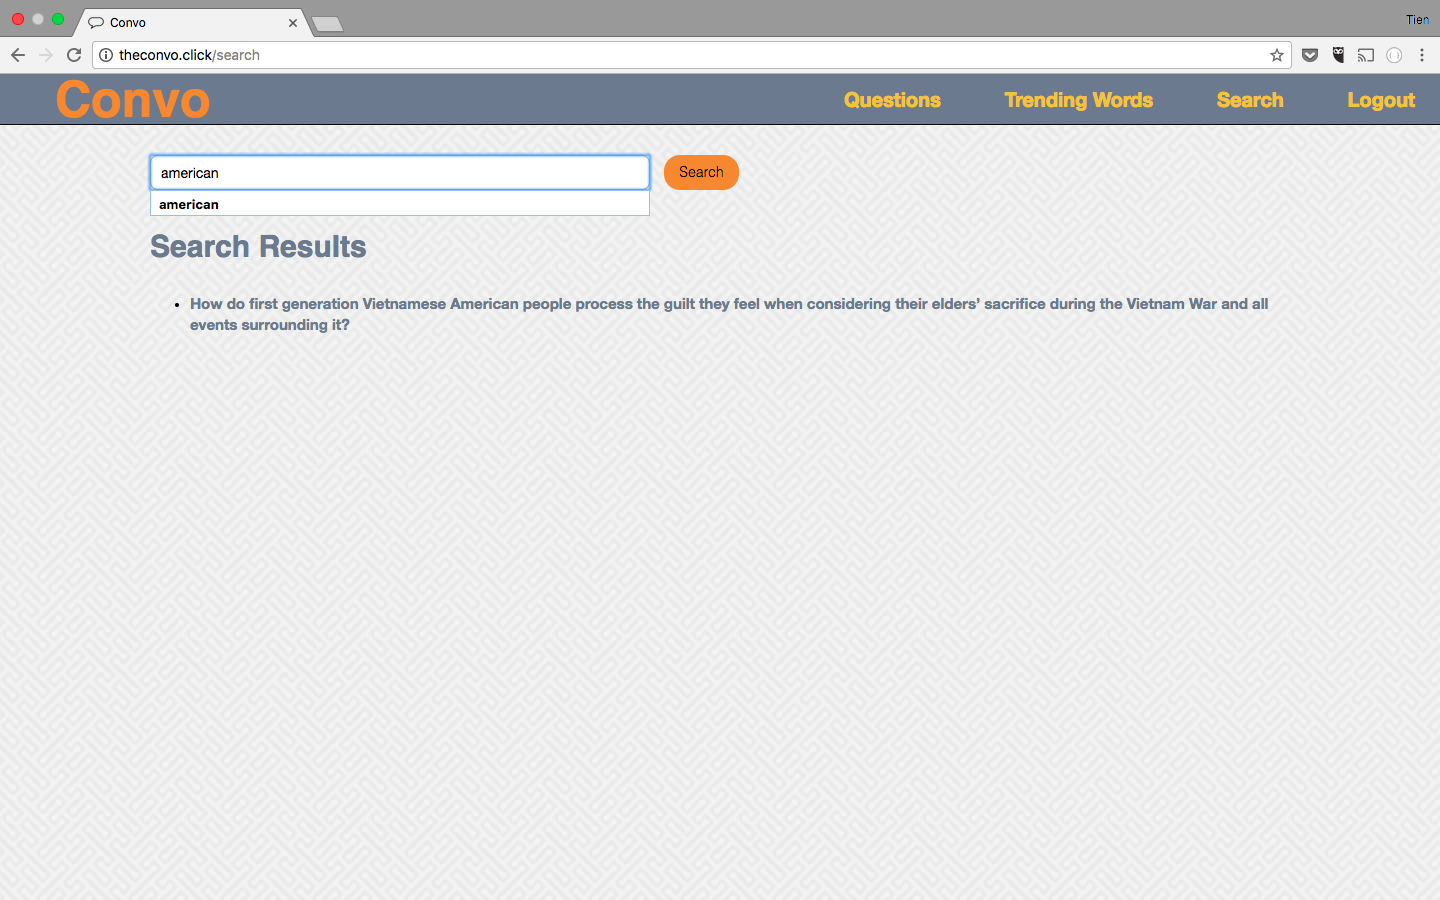 Convo
Tien
theconvo.click/search
Convo
Questions
Trending Words
Search
Logout
american
Search
american
Search Results
How do first generation Vietnamese American people process the guilt they feel when considering their elders' sacrifice during the Vietnam War and all
events surrounding it?